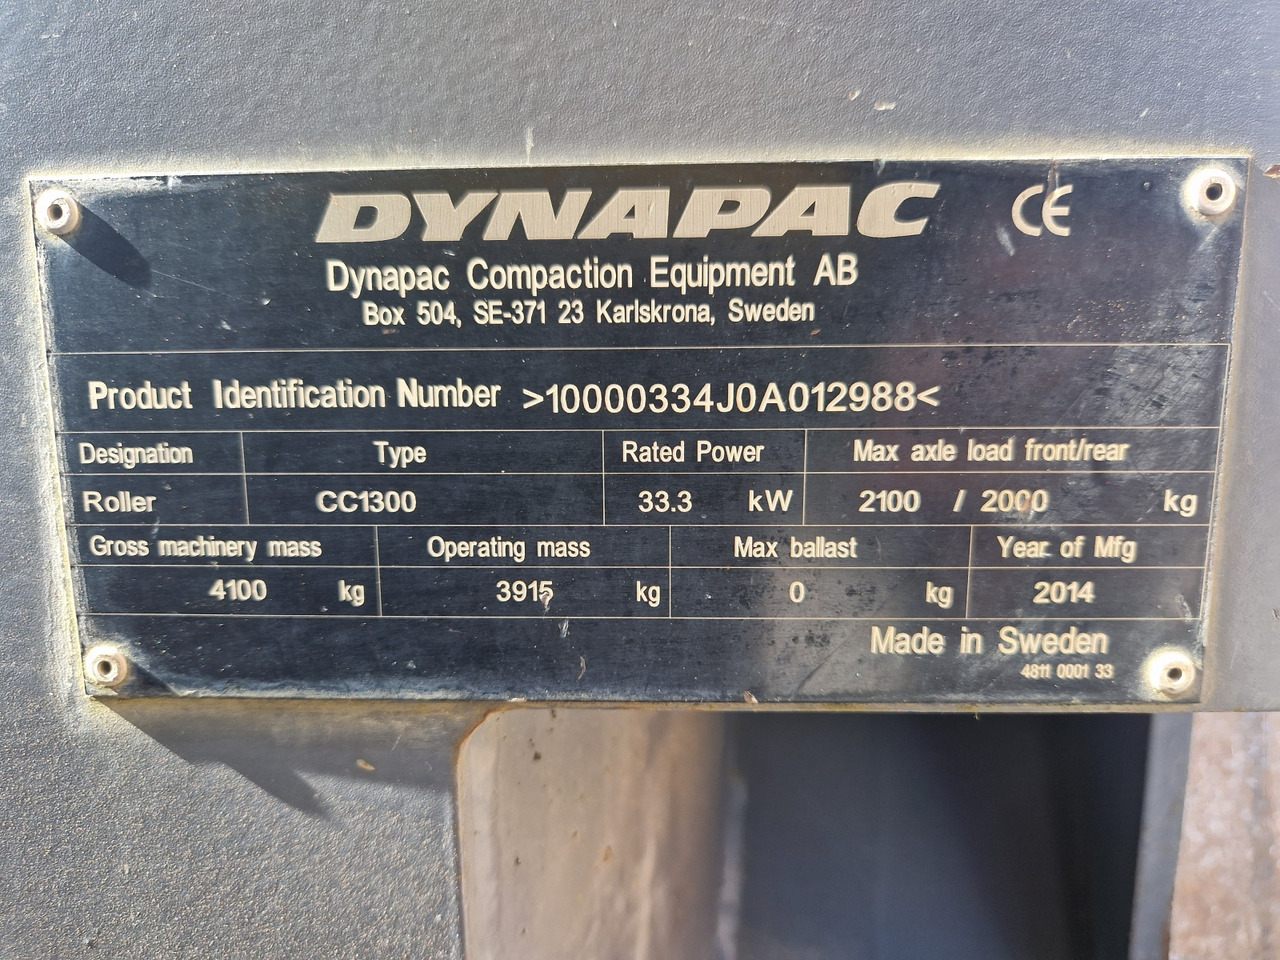 DYNAPAC CE
Dynapac Compaction Equipment AB
Box 504, SE-371 23 Karlskrona, Sweden
Product Identification Number >10000334J0A012988<
Designation Type Rated Power Max axle load front/rear
Roller CC1300 33.3 kW 2100 / 2000 kg
Gross machinery mass Operating mass Max ballast Year of Mfg
4100 kg 3915 kg 0 kg 2014
Made in Sweden
4811 0001 33